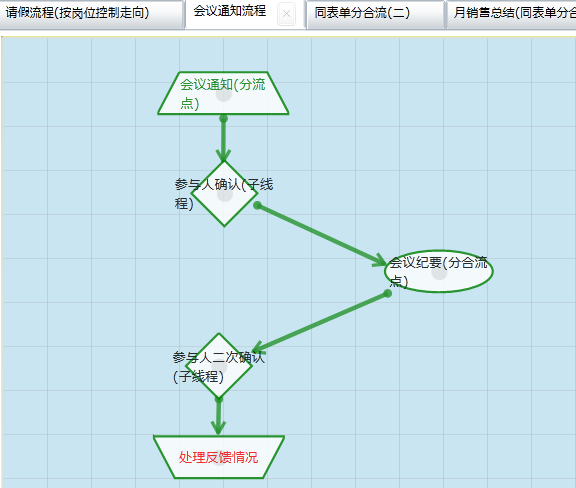 请假流程(按岗位控制走向)
会议通知流程
同表单分合流(二)
月销售总结(同表单分合
会议通知(分流
点)
参与人确认(子线
程)
会议纪要(分合流
点)
参与人二次确认
(子线程)
处理反馈情况